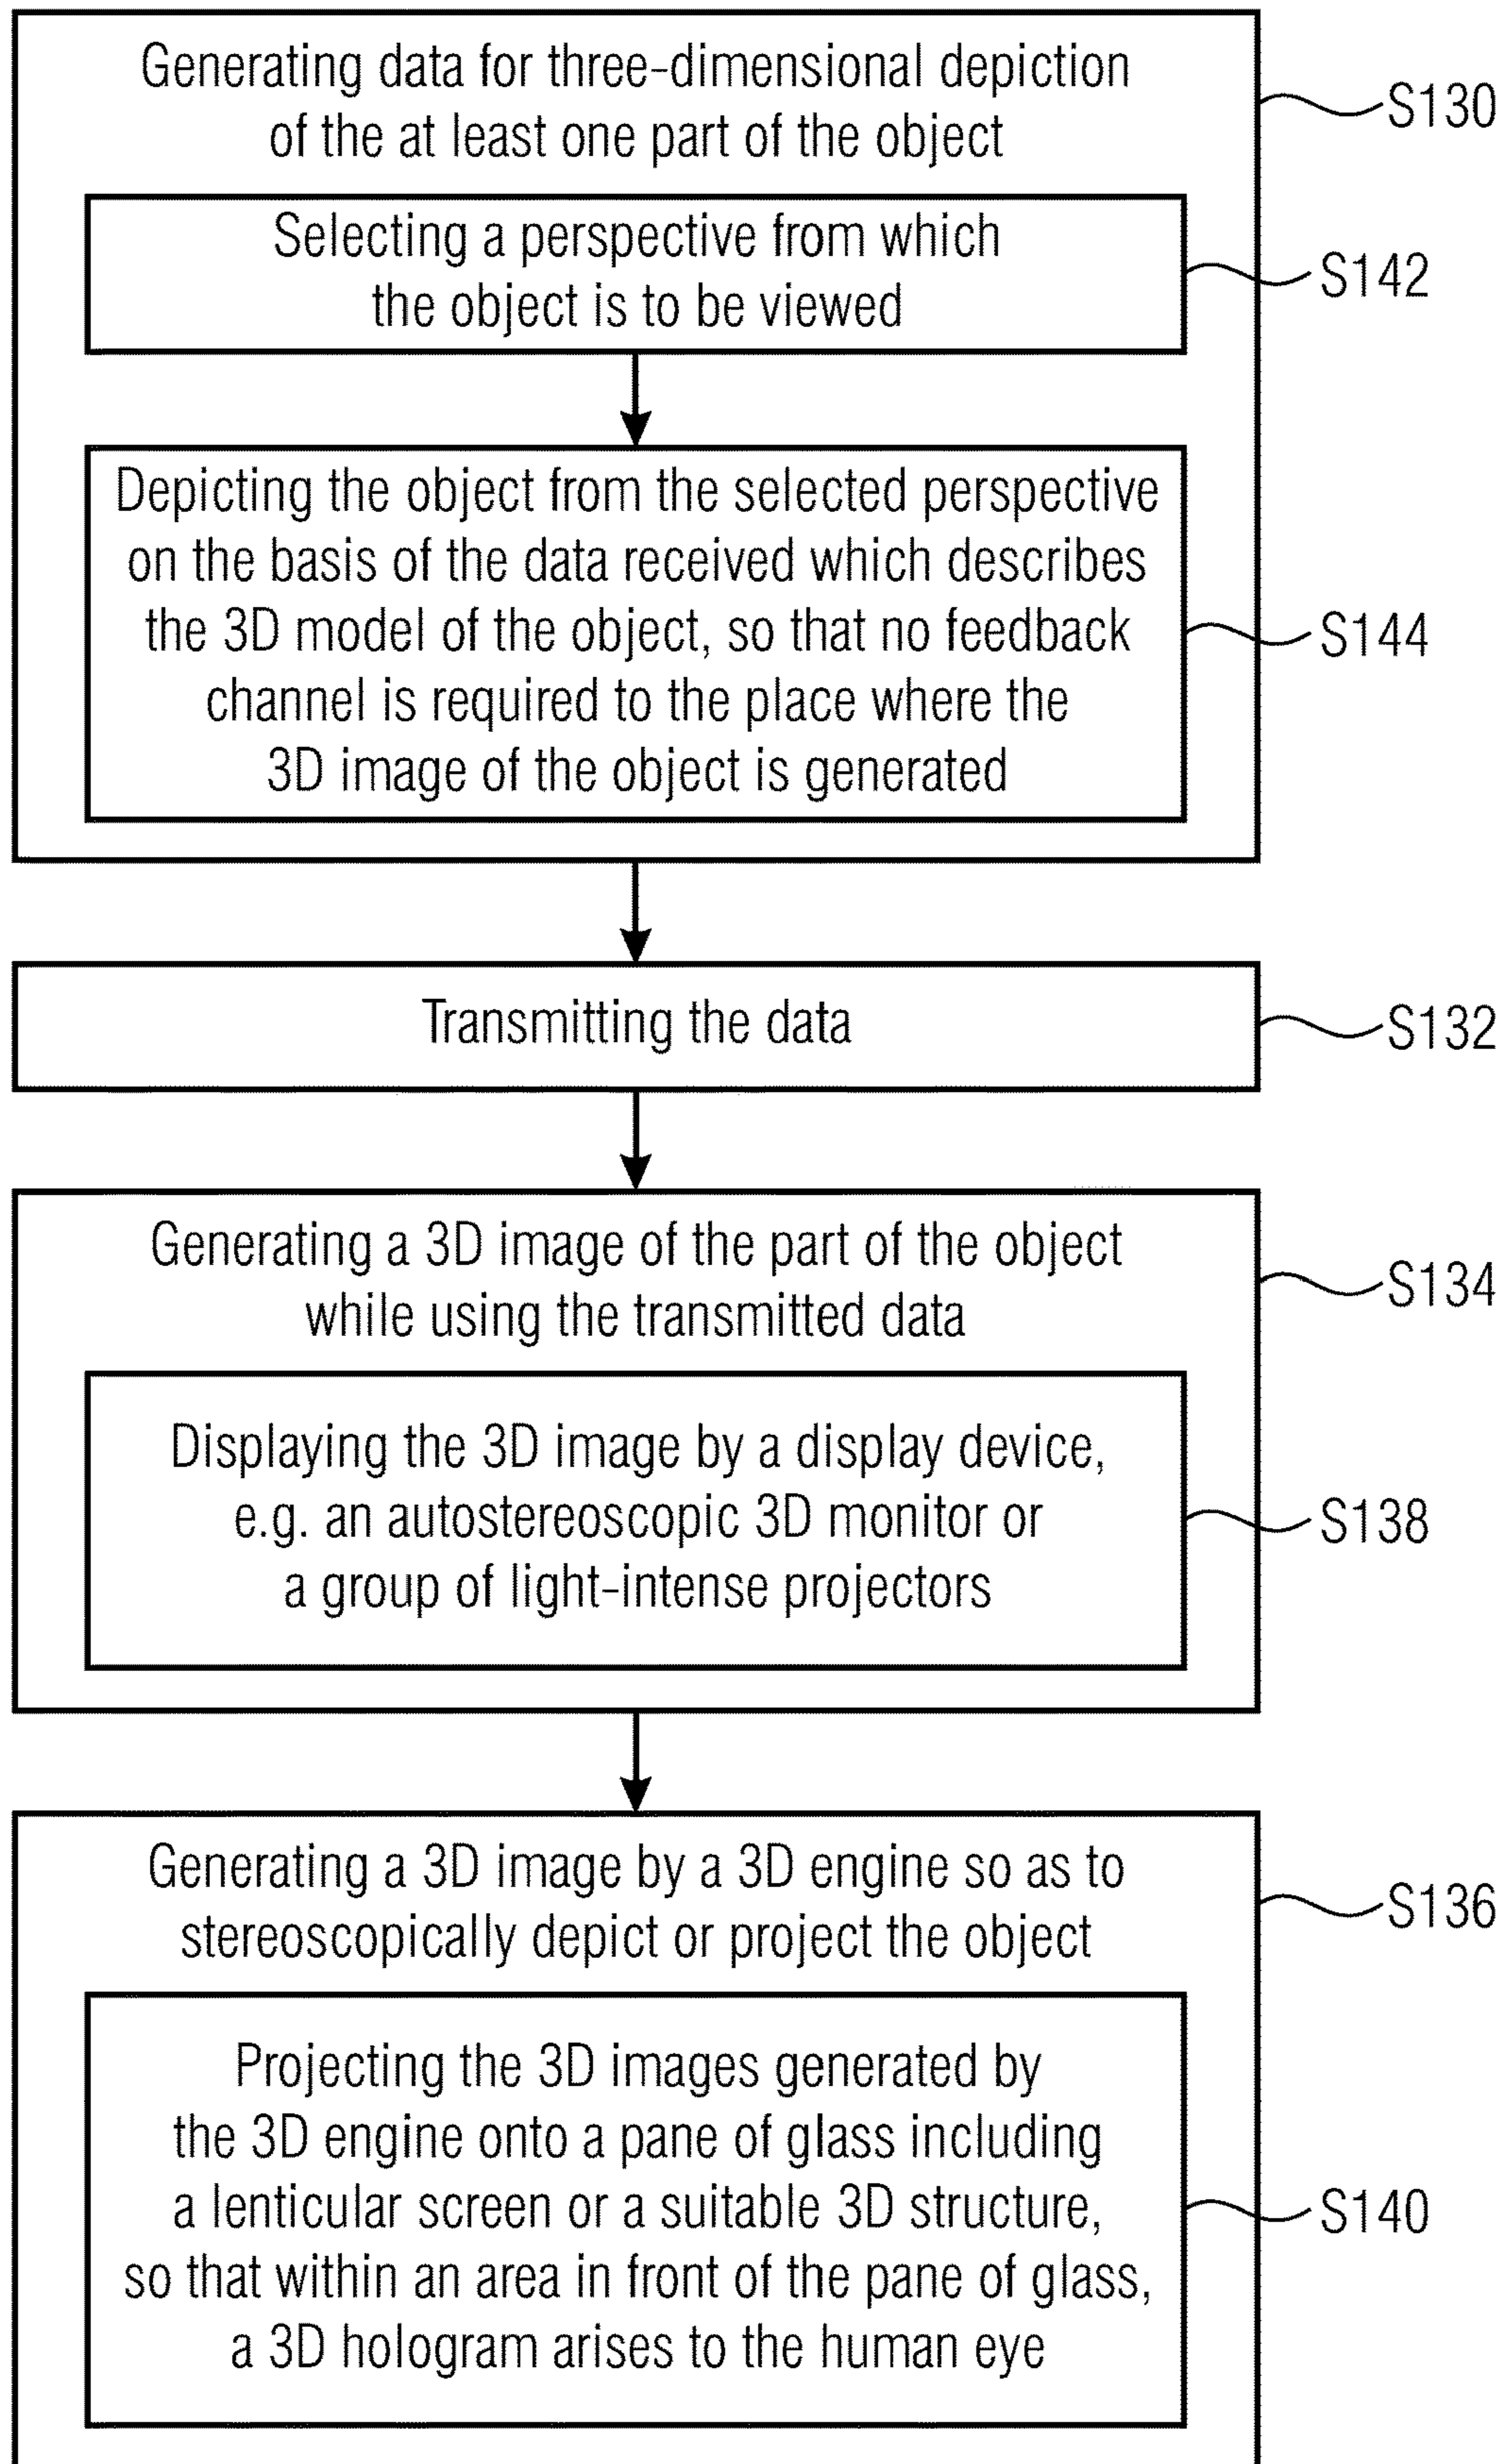 Generating data for three-dimensional depiction
of the at least one part of the object
S130
Selecting a perspective from which
the object is to be viewed
S142
Depicting the object from the selected perspective
on the basis of the data received which describes
the 3D model of the object, so that no feedback
channel is required to the place where the
3D image of the object is generated
S144
Transmitting the data
S132
Generating a 3D image of the part of the object
while using the transmitted data
S134
Displaying the 3D image by a display device,
e.g. an autostereoscopic 3D monitor or
a group of light-intense projectors
S138
Generating a 3D image by a 3D engine so as to
stereoscopically depict or project the object
S136
Projecting the 3D images generated by
the 3D engine onto a pane of glass including
a lenticular screen or a suitable 3D structure,
so that within an area in front of the pane of glass,
a 3D hologram arises to the human eye
S140